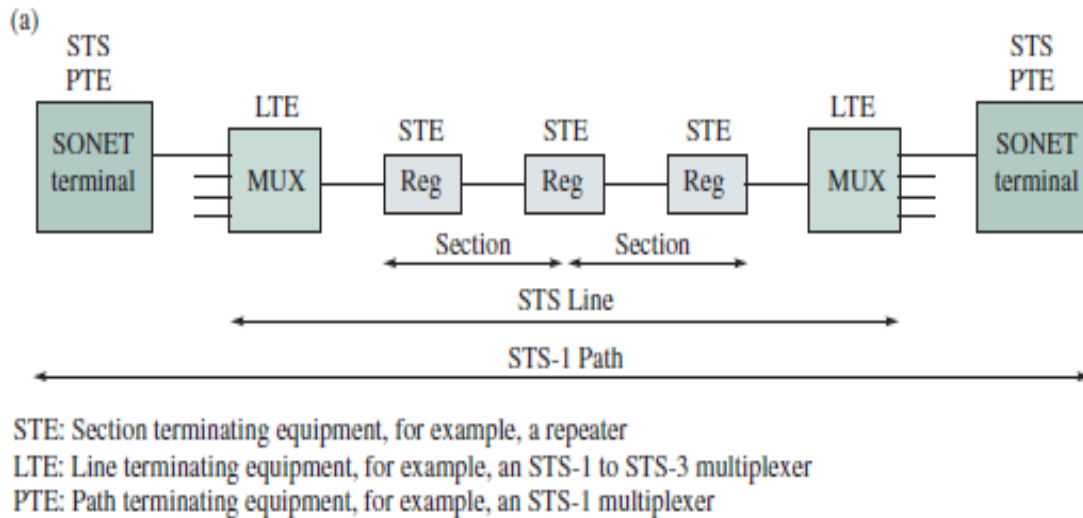 (a)
STS
PTE
STS
PTE
LTE
LTE
STE
STE
STE
SONET
terminal
MUX
Reg
Reg
Reg
MUX
SONET
terminal
Section
Section
STS Line
STS-1 Path
STE: Section terminating equipment, for example, a repeater
LTE: Line terminating equipment, for example, an STS-1 to STS-3 multiplexer
PTE: Path terminating equipment, for example, an STS-1 multiplexer